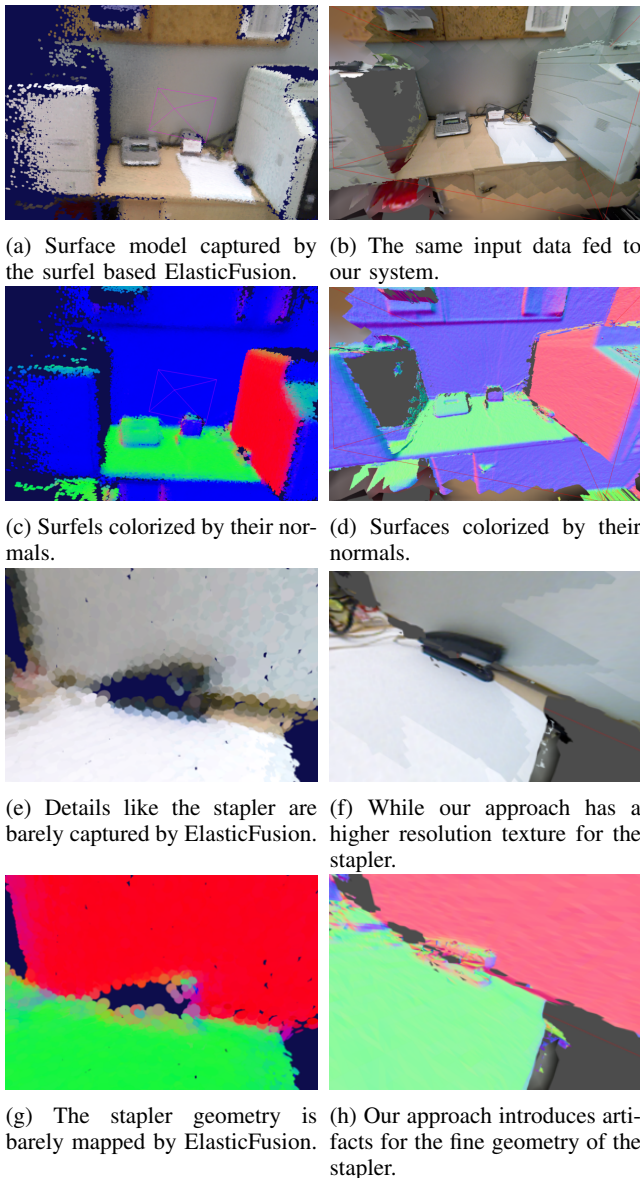 (a) Surface model captured by
the surfel based ElasticFusion.
(b) The same input data fed to
our system.
(c) Surfels colorized by their nor-
mals.
(d) Surfaces colorized by their
normals.
(e) Details like the stapler are
barely captured by ElasticFusion.
(f) While our approach has a
higher resolution texture for the
stapler.
(g) The stapler geometry is
barely mapped by ElasticFusion.
(h) Our approach introduces arti-
facts for the fine geometry of the
stapler.